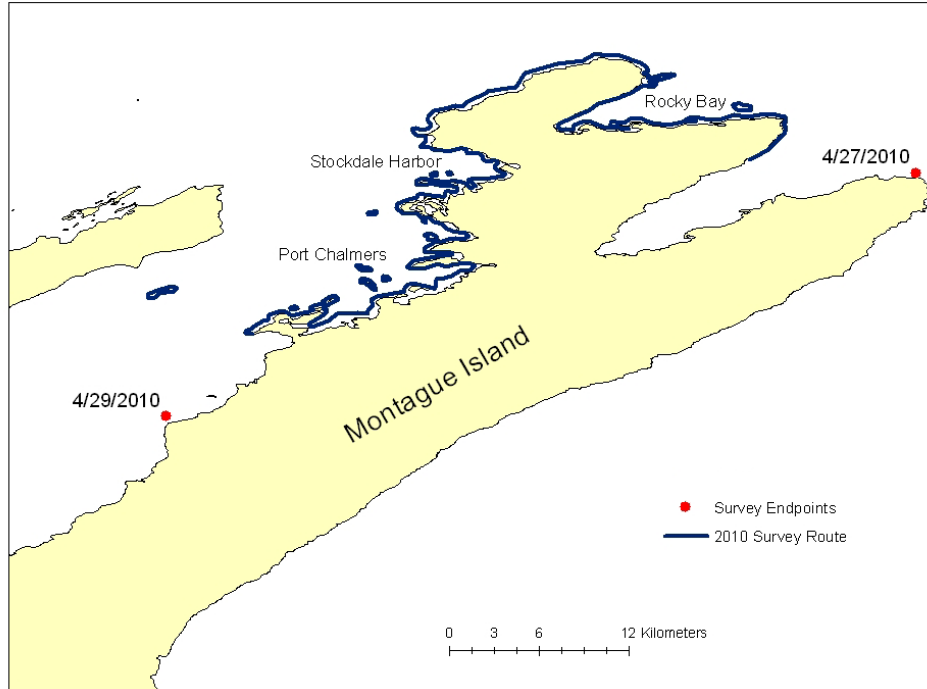 Rocky Bay
Stockdale Harbor
4/27/2010
Port Chalmers
Montague Island
4/29/2010
Survey Endpoints
2010 Survey Route
0 3 6 12 Kilometers